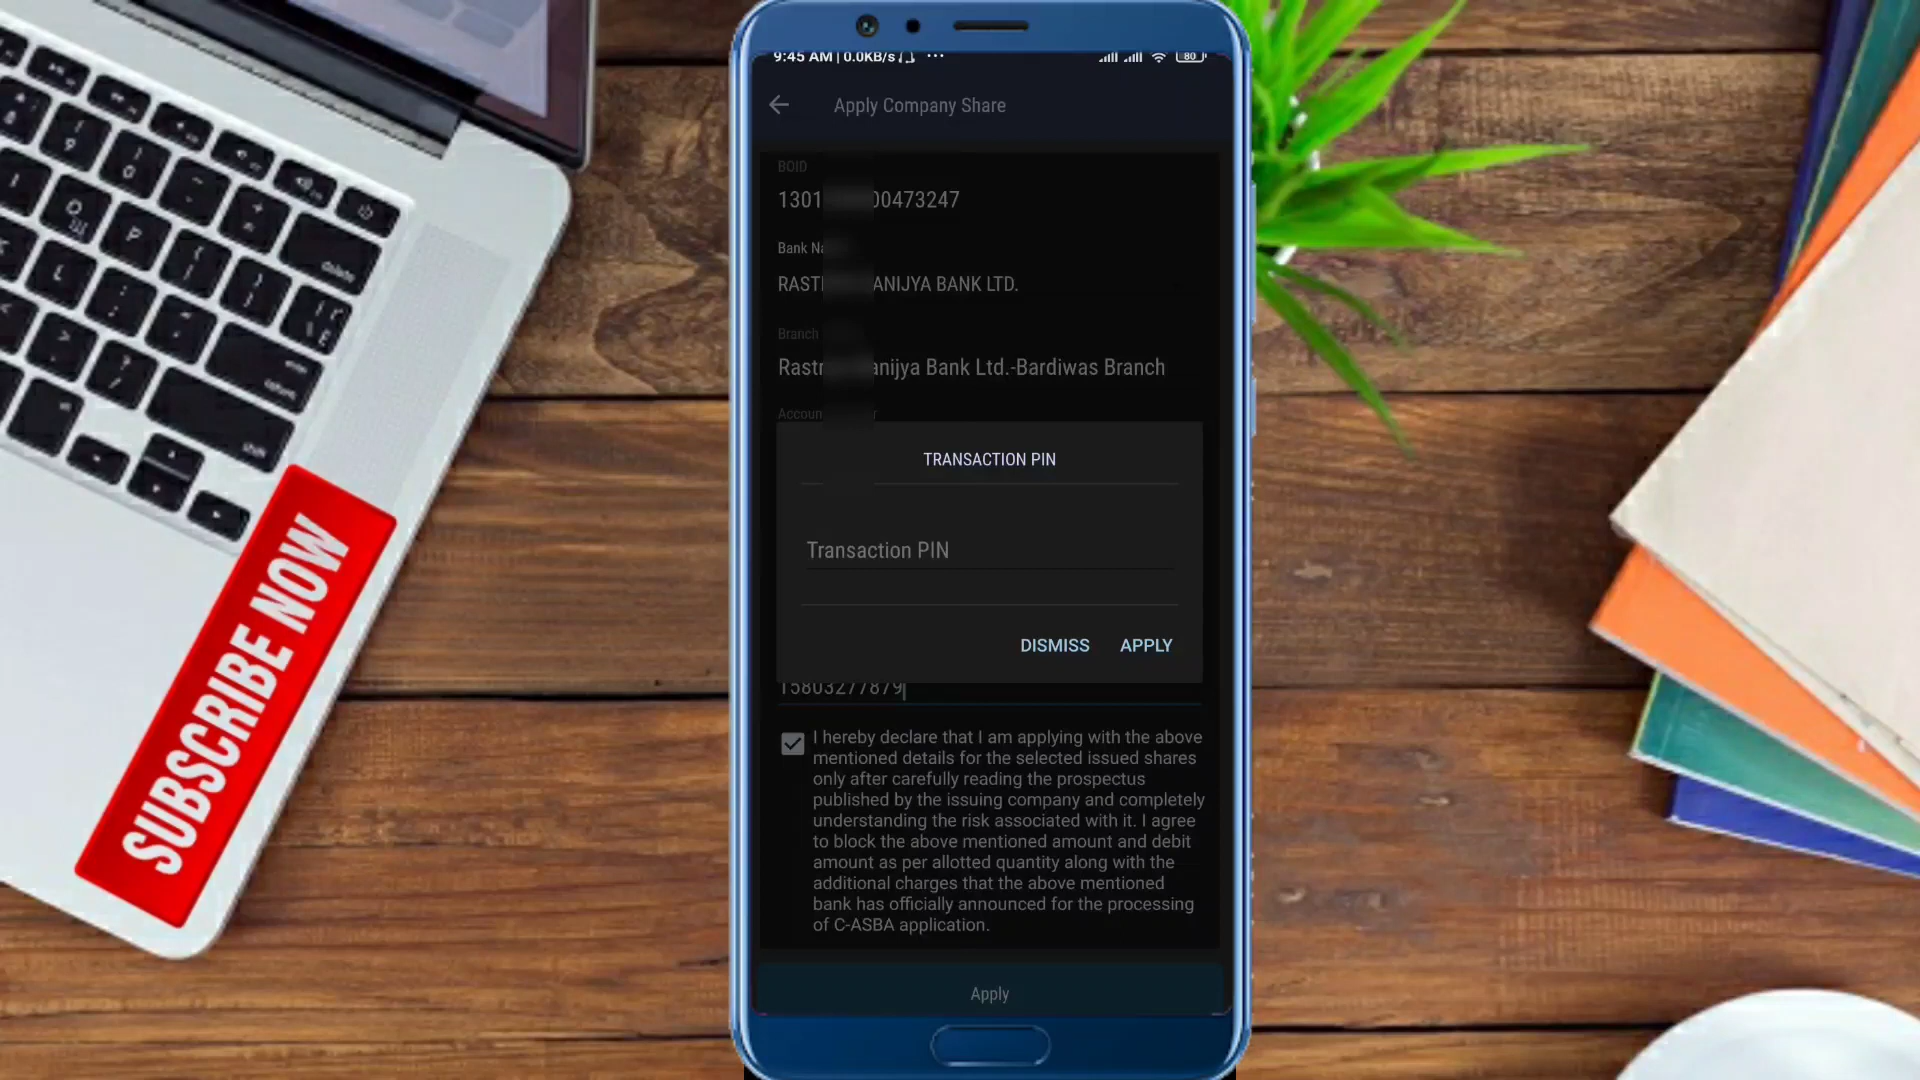 9:45 AM | 0.0KB/s ...
80
Apply Company Share
BOID
1301 00473247
Bank Na
RAST ANIJYA BANK LTD.
Branch
Rastr anijya Bank Ltd.-Bardiwas Branch
Accoun r
TRANSACTION PIN
Transaction PIN
DISMISS APPLY
15803277879
I hereby declare that I am applying with the above
mentioned details for the selected issued shares
only after carefully reading the prospectus
published by the issuing company and completely
understanding the risk associated with it. I agree
to block the above mentioned amount and debit
amount as per allotted quantity along with the
additional charges that the above mentioned
bank has officially announced for the processing
of C-ASBA application.
Apply
SUBSCRIBE NOW